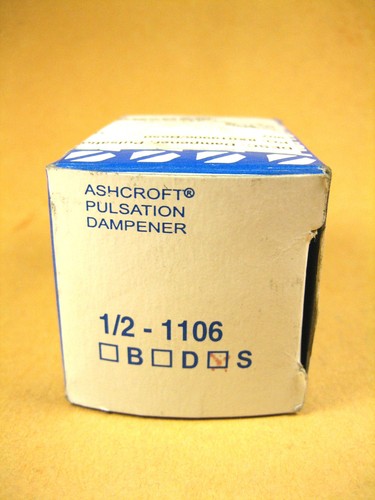 ASHCROFT®
PULSATION
DAMPENER
1/2 - 1106
☐ B ☐ D ☒ S